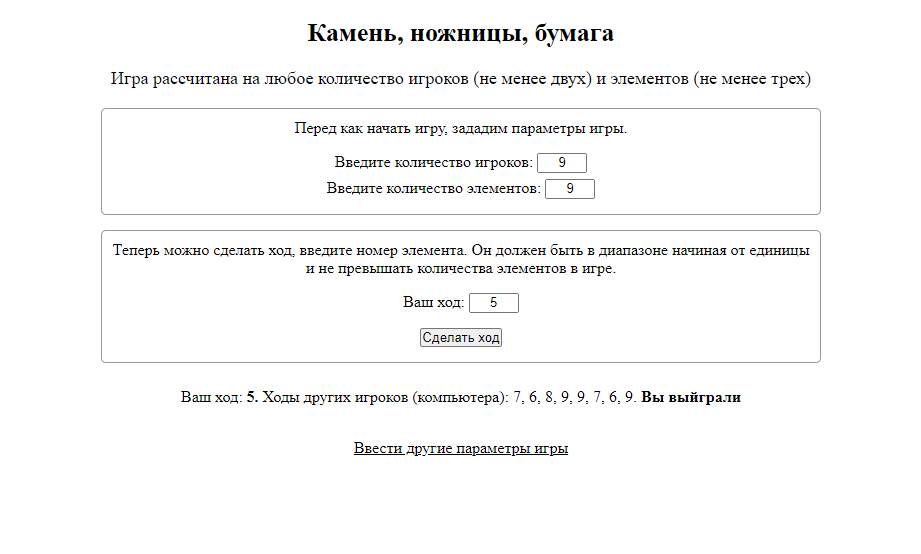 Камень, ножницы, бумага
Игра рассчитана на любое количество игроков (не менее двух) и элементов (не менее трех)
Перед как начать игру, зададим параметры игры.
Введите количество игроков: 9
Введите количество элементов: 9
Теперь можно сделать ход, введите номер элемента. Он должен быть в диапазоне начиная от единицы
и не превышать количества элементов в игре.
Ваш ход: 5
Сделать ход
Ваш ход: 5. Ходы других игроков (компьютера): 7, 6, 8, 9, 9, 7, 6, 9. Вы выйграли
Ввести другие параметры игры